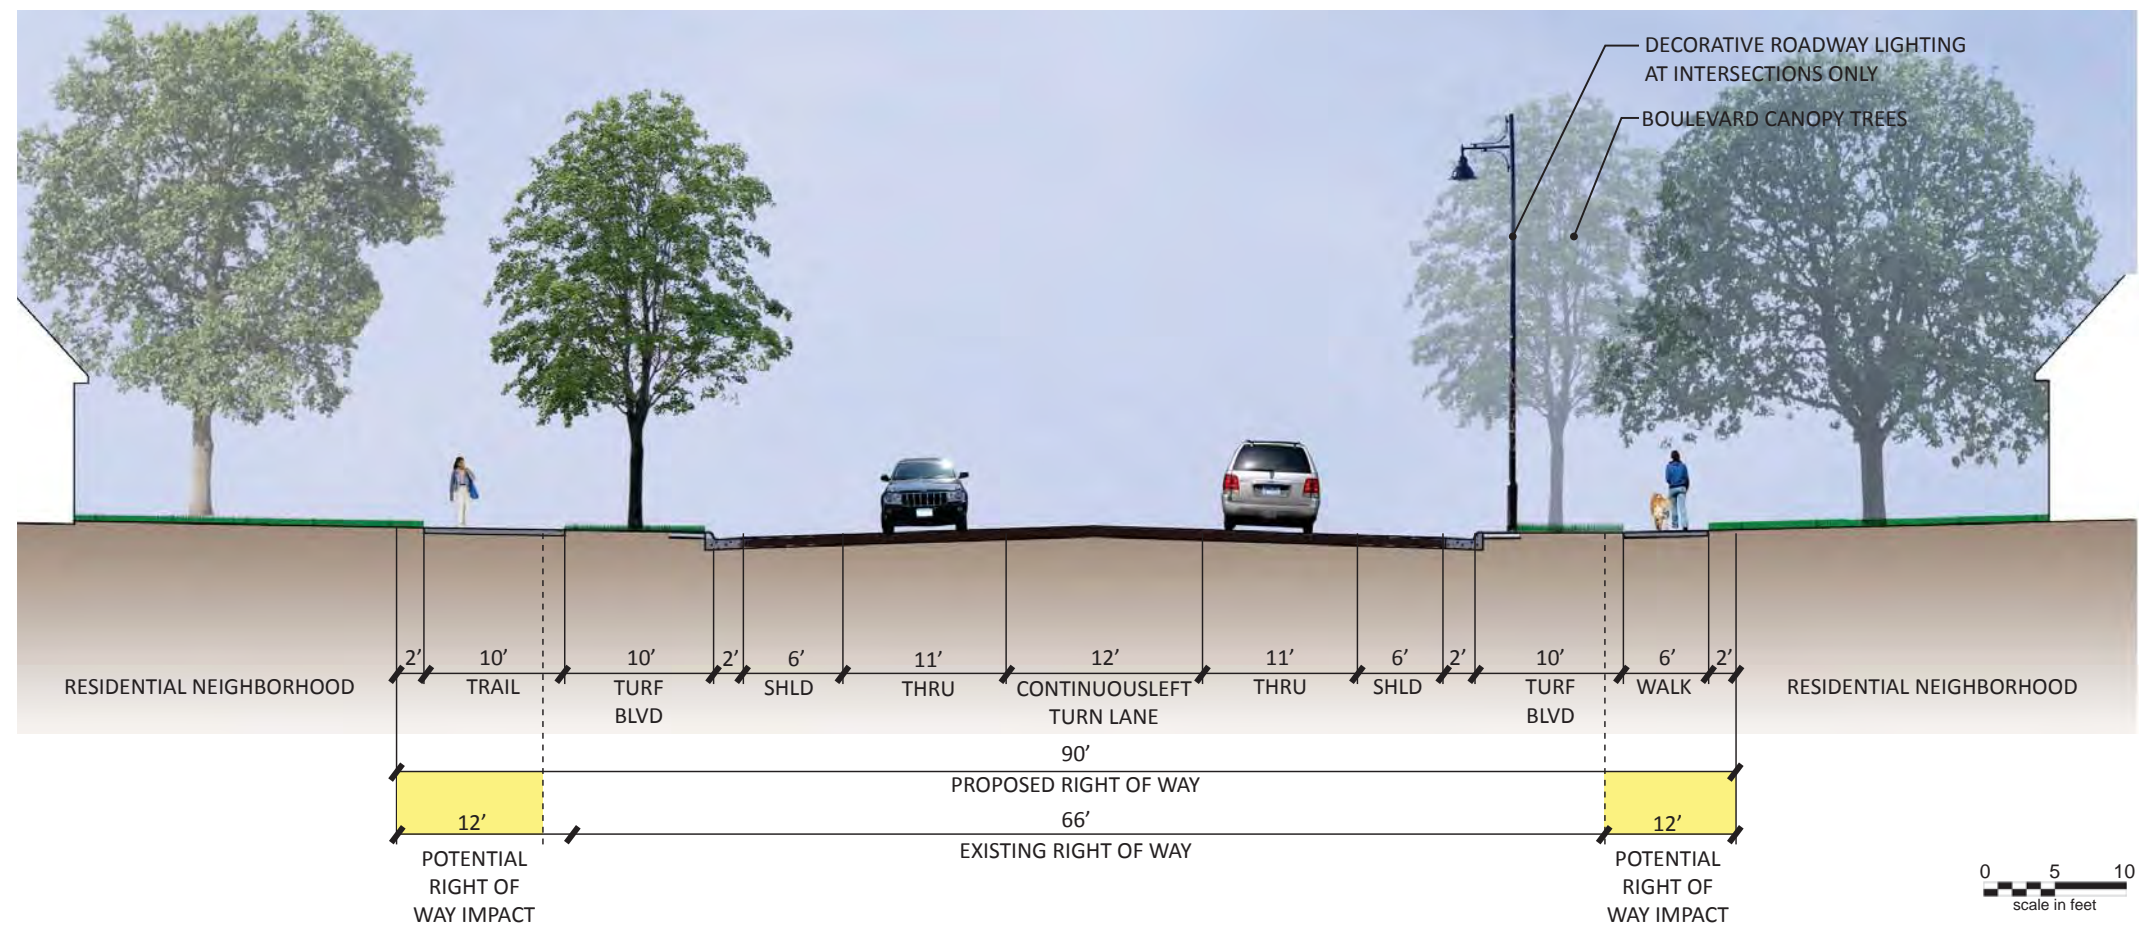 DECORATIVE ROADWAY LIGHTING
AT INTERSECTIONS ONLY
BOULEVARD CANOPY TREES
2’ 10’ 10’ 2’ 6’ 11’ 12’ 11’ 6’ 2’ 10’ 6’ 2’
RESIDENTIAL NEIGHBORHOOD TRAIL TURF SHLD THRU CONTINUOUSLEFT THRU SHLD TURF WALK RESIDENTIAL NEIGHBORHOOD
BLVD TURN LANE BLVD
90’
PROPOSED RIGHT OF WAY
12’ 66’ 12’
EXISTING RIGHT OF WAY
POTENTIAL
RIGHT OF
WAY IMPACT
POTENTIAL
RIGHT OF
WAY IMPACT
0 5 10
scale in feet